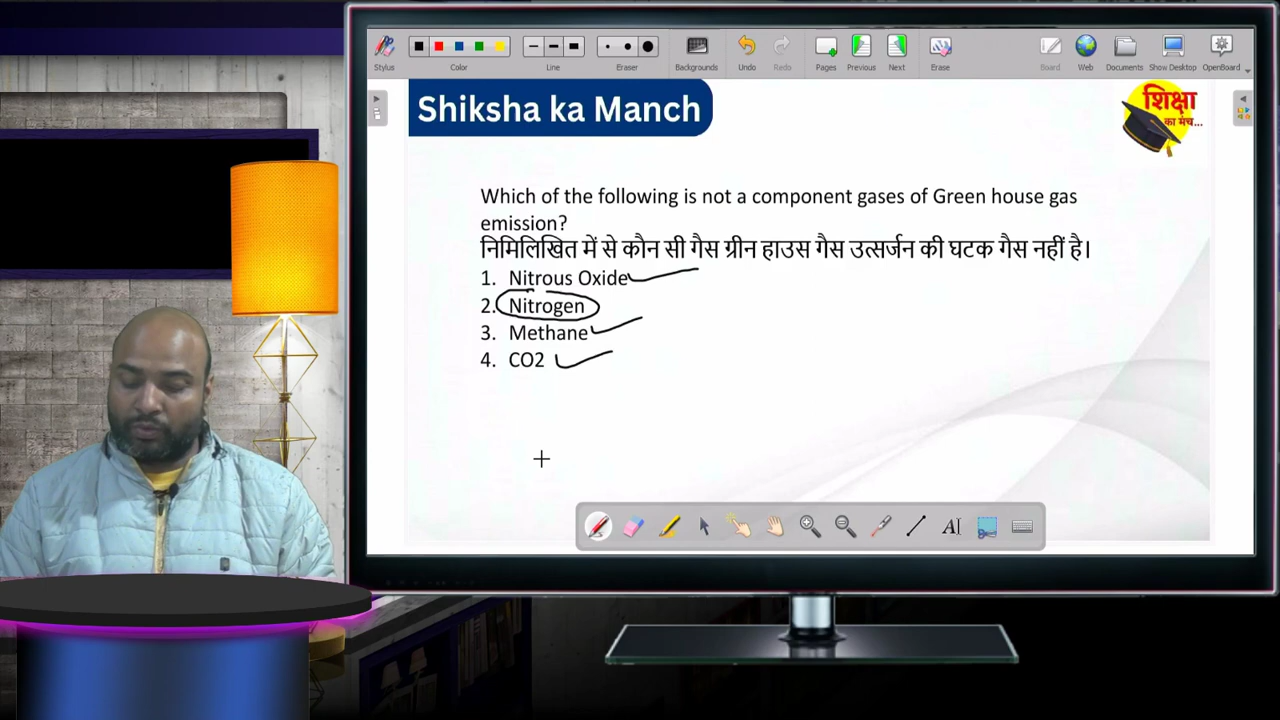 Stylus
Color
Line
Eraser
Backgrounds
Undo
Redo
Pages
Previous
Next
Erase
Board
Web
Documents
Show Desktop
OpenBoard
Shiksha ka Manch
शिक्षा
का मंच...
Which of the following is not a component gases of Green house gas
emission?
निमिलिखित में से कौन सी गैस ग्रीन हाउस गैस उत्सर्जन की घटक गैस नहीं है।
1. Nitrous Oxide
2. Nitrogen
3. Methane
4. CO2
AI